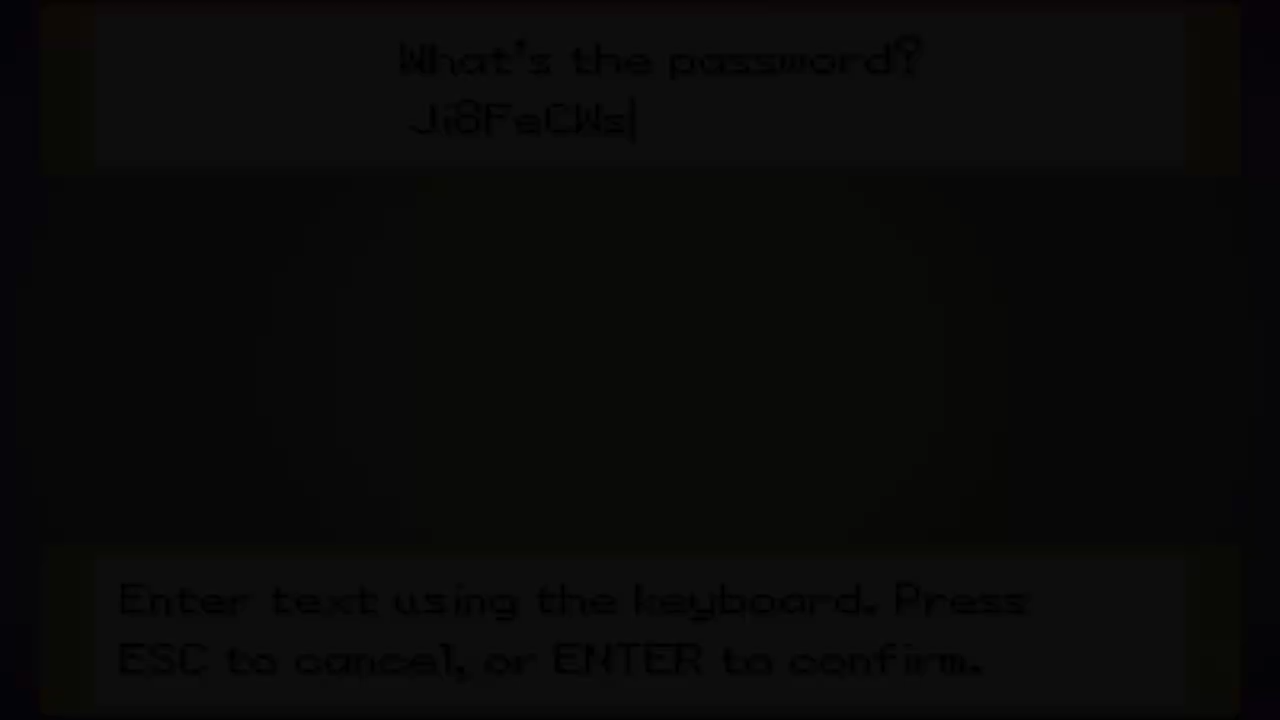 What's the password?
Ji8FeCWs
Enter text using the keyboard. Press
ESC to cancel, or ENTER to confirm.